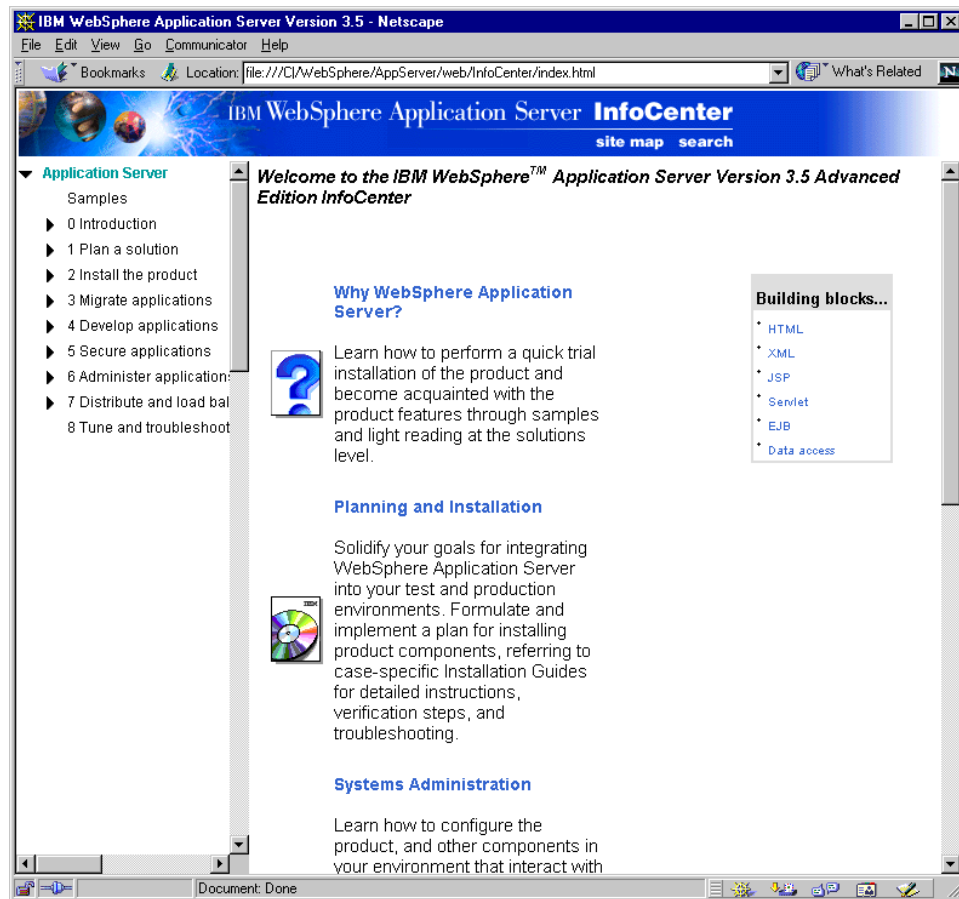 IBM WebSphere Application Server Version 3.5 - Netscape
File Edit View Go Communicator Help
Bookmarks Location: file:///C|/WebSphere/AppServer/web/InfoCenter/index.html What's Related N
IBM WebSphere Application Server InfoCenter
site map search
Application Server
Samples
0 Introduction
1 Plan a solution
2 Install the product
3 Migrate applications
4 Develop applications
5 Secure applications
6 Administer application
7 Distribute and load bal
8 Tune and troubleshoot
Welcome to the IBM WebSphere™ Application Server Version 3.5 Advanced
Edition InfoCenter
Why WebSphere Application
Server?
Learn how to perform a quick trial
installation of the product and
become acquainted with the
product features through samples
and light reading at the solutions
level.
Planning and Installation
Solidify your goals for integrating
WebSphere Application Server
into your test and production
environments. Formulate and
implement a plan for installing
product components, referring to
case-specific Installation Guides
for detailed instructions,
verification steps, and
troubleshooting.
Systems Administration
Learn how to configure the
product, and other components in
your environment that interact with
Building blocks...
HTML
XML
JSP
Servlet
EJB
Data access
Document: Done